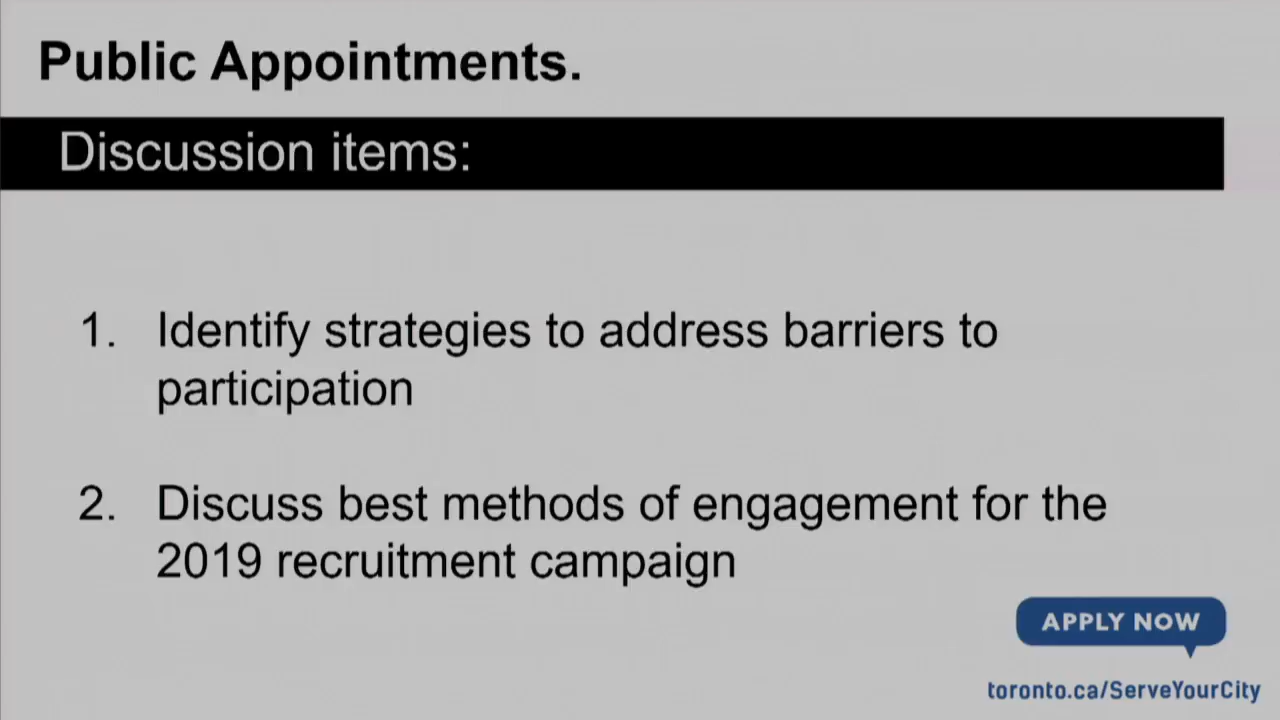 Public Appointments.
Discussion items:
1. Identify strategies to address barriers to
participation
2. Discuss best methods of engagement for the
2019 recruitment campaign
APPLY NOW
toronto.ca/ServeYourCity